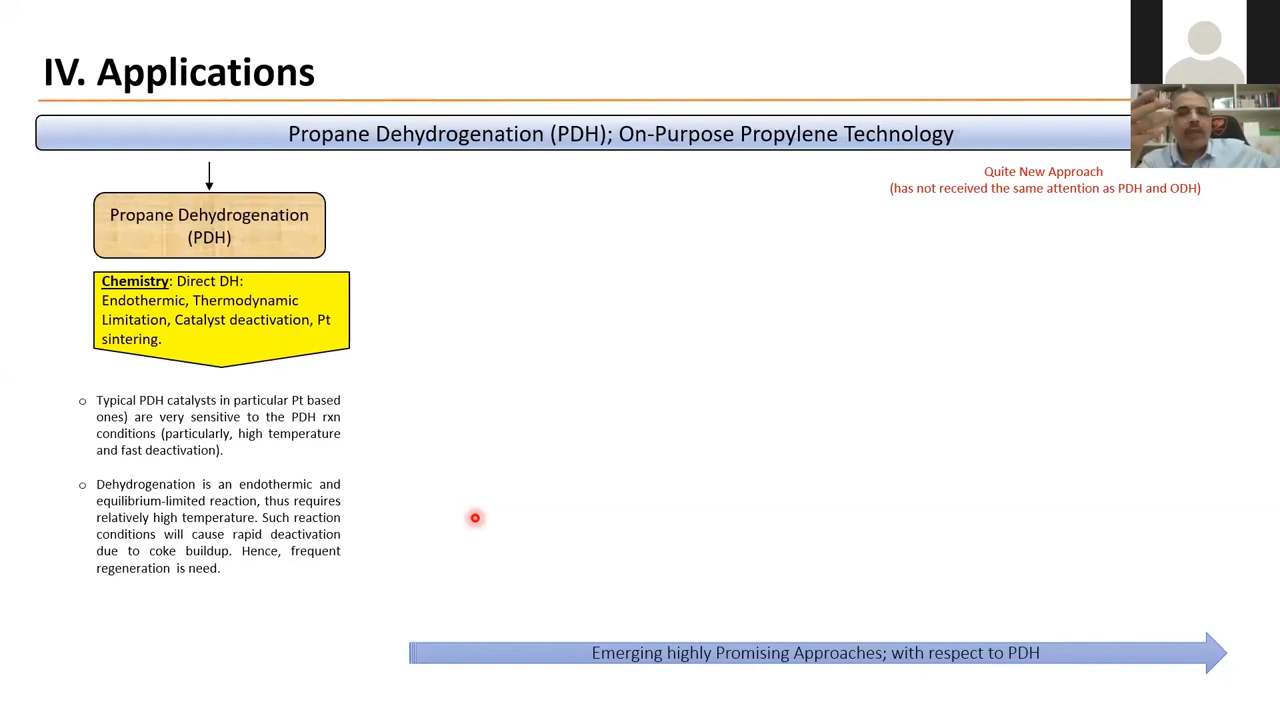 IV. Applications
Propane Dehydrogenation (PDH); On-Purpose Propylene Technology
Quite New Approach
(has not received the same attention as PDH and ODH)
Propane Dehydrogenation
(PDH)
Chemistry: Direct DH:
Endothermic, Thermodynamic
Limitation, Catalyst deactivation, Pt
sintering.
o Typical PDH catalysts in particular Pt based
ones) are very sensitive to the PDH rxn
conditions (particularly, high temperature
and fast deactivation).
o Dehydrogenation is an endothermic and
equilibrium-limited reaction, thus requires
relatively high temperature. Such reaction
conditions will cause rapid deactivation
due to coke buildup. Hence, frequent
regeneration is need.
Emerging highly Promising Approaches; with respect to PDH